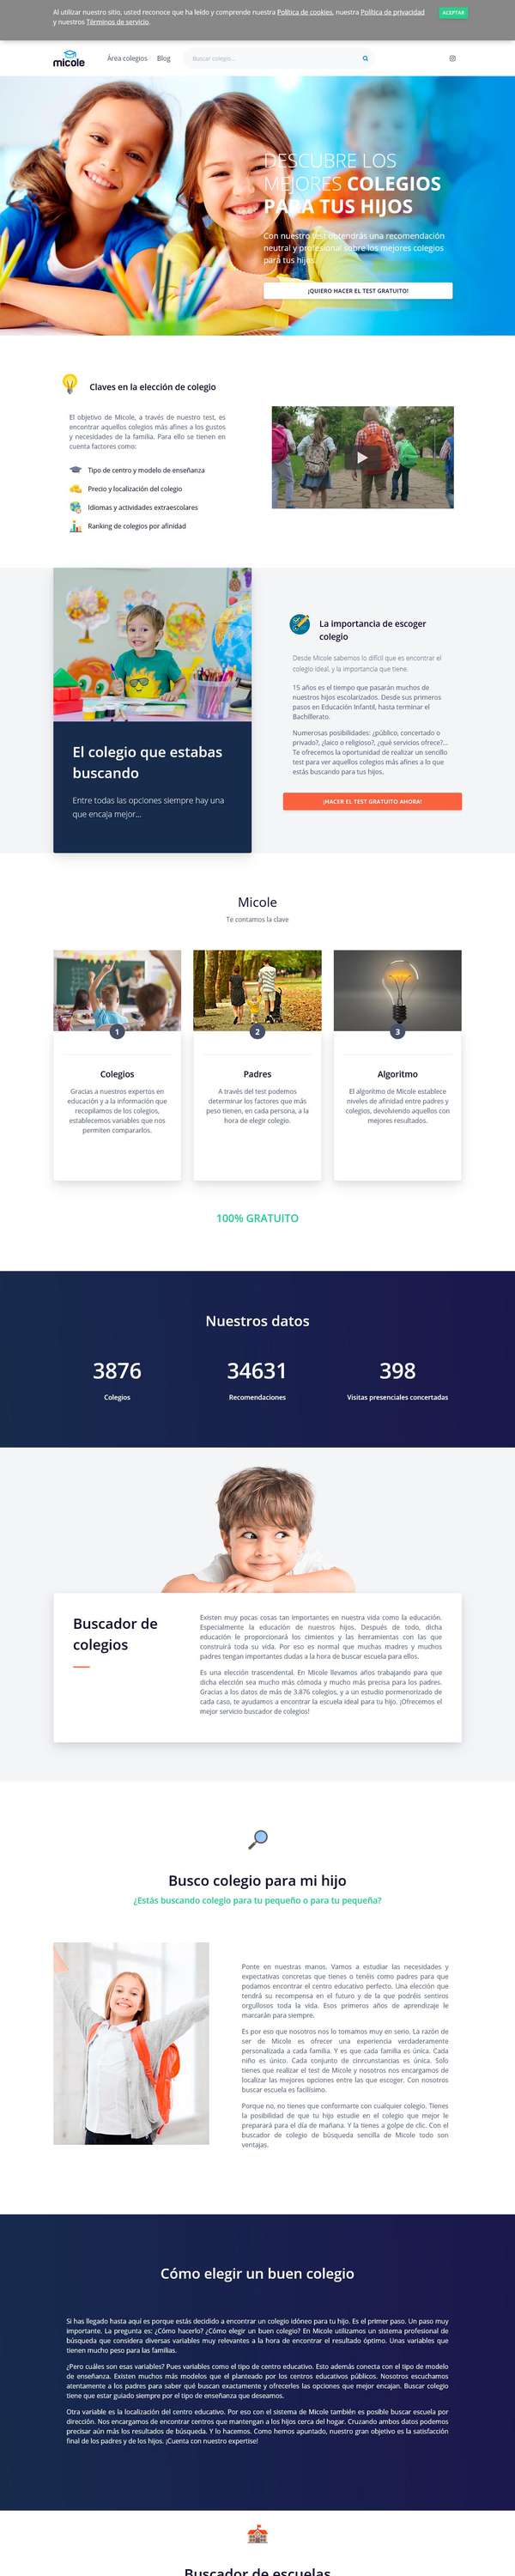 Al utilizar nuestro sitio, usted reconoce que ha leído y comprende nuestra Política de cookies, nuestra Política de privacidad
y nuestros Términos de servicio.
ACEPTAR
micole
Área colegios
Blog
Buscar colegio...
DESCUBRE LOS
MEJORES COLEGIOS
PARA TUS HIJOS
Con nuestro test obtendrás una recomendación
neutral y profesional sobre los mejores colegios
para tus hijos.
¡QUIERO HACER EL TEST GRATUITO!
Claves en la elección de colegio
El objetivo de Micole, a través de nuestro test, es
encontrar aquellos colegios más afines a los gustos
y necesidades de la familia. Para ello se tienen en
cuenta factores como:
Tipo de centro y modelo de enseñanza
Precio y localización del colegio
Idiomas y actividades extraescolares
Ranking de colegios por afinidad
El colegio que estabas
buscando
Entre todas las opciones siempre hay una
que encaja mejor...
La importancia de escoger
colegio
Desde Micole sabemos lo difícil que es encontrar el
colegio ideal, y la importancia que tiene.
15 años es el tiempo que pasarán muchos de
nuestros hijos escolarizados. Desde sus primeros
pasos en Educación Infantil, hasta terminar el
Bachillerato.
Numerosas posibilidades: ¿público, concertado o
privado?, ¿laico o religioso?, ¿qué servicios ofrece?...
Te ofrecemos la oportunidad de realizar un sencillo
test para ver aquellos colegios más afines a lo que
estás buscando para tus hijos.
¡HACER EL TEST GRATUITO AHORA!
Micole
Te contamos la clave
1
Colegios
Gracias a nuestros expertos en
educación y a la información que
recopilamos de los colegios,
establecemos variables que nos
permiten compararlos.
2
Padres
A través del test podemos
determinar los factores que más
peso tienen, en cada persona, a la
hora de elegir colegio.
3
Algoritmo
El algoritmo de Micole establece
niveles de afinidad entre padres y
colegios, devolviendo aquellos con
mejores resultados.
100% GRATUITO
Nuestros datos
3876
Colegios
34631
Recomendaciones
398
Visitas presenciales concertadas
Buscador de
colegios
Existen muy pocas cosas tan importantes en nuestra vida como la educación.
Especialmente la educación de nuestros hijos. Después de todo, dicha
educación le proporcionará los cimientos y las herramientas con las que
construirá toda su vida. Por eso es normal que muchas madres y muchos
padres tengan importantes dudas a la hora de buscar escuela para ellos.
Es una elección trascendental. En Micole llevamos años trabajando para que
dicha elección sea mucho más cómoda y mucho más precisa para los padres.
Gracias a los datos de más de 3.876 colegios, y a un estudio pormenorizado de
cada caso, te ayudamos a encontrar la escuela ideal para tu hijo. ¡Ofrecemos el
mejor servicio buscador de colegios!
Busco colegio para mi hijo
¿Estás buscando colegio para tu pequeño o para tu pequeña?
Ponte en nuestras manos. Vamos a estudiar las necesidades y
expectativas concretas que tienes o tenéis como padres para que
podamos encontrar el centro educativo perfecto. Una elección que
tendrá su recompensa en el futuro y de la que podréis sentiros
orgullosos toda la vida. Esos primeros años de aprendizaje le
marcarán para siempre.
Es por eso que nosotros nos lo tomamos muy en serio. La razón de
ser de Micole es ofrecer una experiencia verdaderamente
personalizada a cada familia. Y es que cada familia es única. Cada
niño es único. Cada conjunto de circunstancias es única. Solo
tienes que realizar el test de Micole y nosotros nos encargamos de
localizar las mejores opciones entre las que escoger. Con nosotros
buscar escuela es facilísimo.
Porque no, no tienes que conformarte con cualquier colegio. Tienes
la posibilidad de que tu hijo estudie en el colegio que mejor le
preparará para el día de mañana. Y la tienes a golpe de clic. Con el
buscador de colegio de búsqueda sencilla de Micole todo son
ventajas.
Cómo elegir un buen colegio
Si has llegado hasta aquí es porque estás decidido a encontrar un colegio idóneo para tu hijo. Es el primer paso. Un paso muy
importante. La pregunta es: ¿Cómo hacerlo? ¿Cómo elegir un buen colegio? En Micole utilizamos un sistema profesional de
búsqueda que considera diversas variables muy relevantes a la hora de encontrar el resultado óptimo. Unas variables que
tienen mucho peso para las familias.
¿Pero cuáles son esas variables? Pues variables como el tipo de centro educativo. Esto además conecta con el tipo de modelo
de enseñanza. Existen muchos más modelos que el planteado por los centros educativos públicos. Nosotros escuchamos
atentamente a los padres para saber qué buscan exactamente y ofrecerles las opciones que mejor encajan. Buscar colegio
tiene que estar guiado siempre por el tipo de enseñanza que deseamos.
Otra variable es la localización del centro educativo. Por eso con el sistema de Micole también es posible buscar escuela por
dirección. Nos encargamos de encontrar centros que mantengan a los hijos cerca del hogar. Cruzando ambos datos podemos
precisar aún más los resultados de búsqueda. Y lo hacemos. Como hemos apuntado, nuestro gran objetivo es la satisfacción
final de los padres y de los hijos. ¡Cuenta con nuestro expertise!
Buscador de escuelas